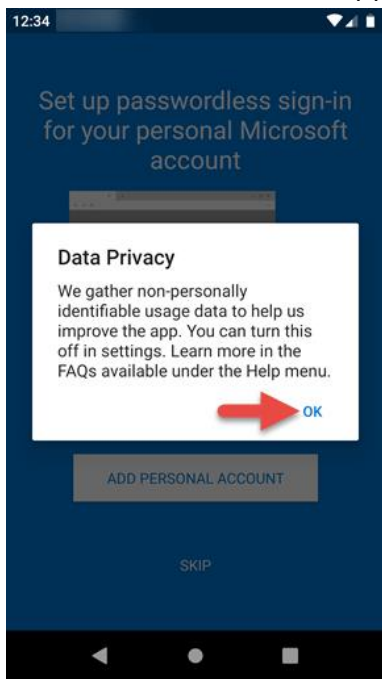 12:34
Set up passwordless sign-in
for your personal Microsoft
account
Data Privacy
We gather non-personally
identifiable usage data to help us
improve the app. You can turn this
off in settings. Learn more in the
FAQs available under the Help menu.
OK
ADD PERSONAL ACCOUNT
SKIP